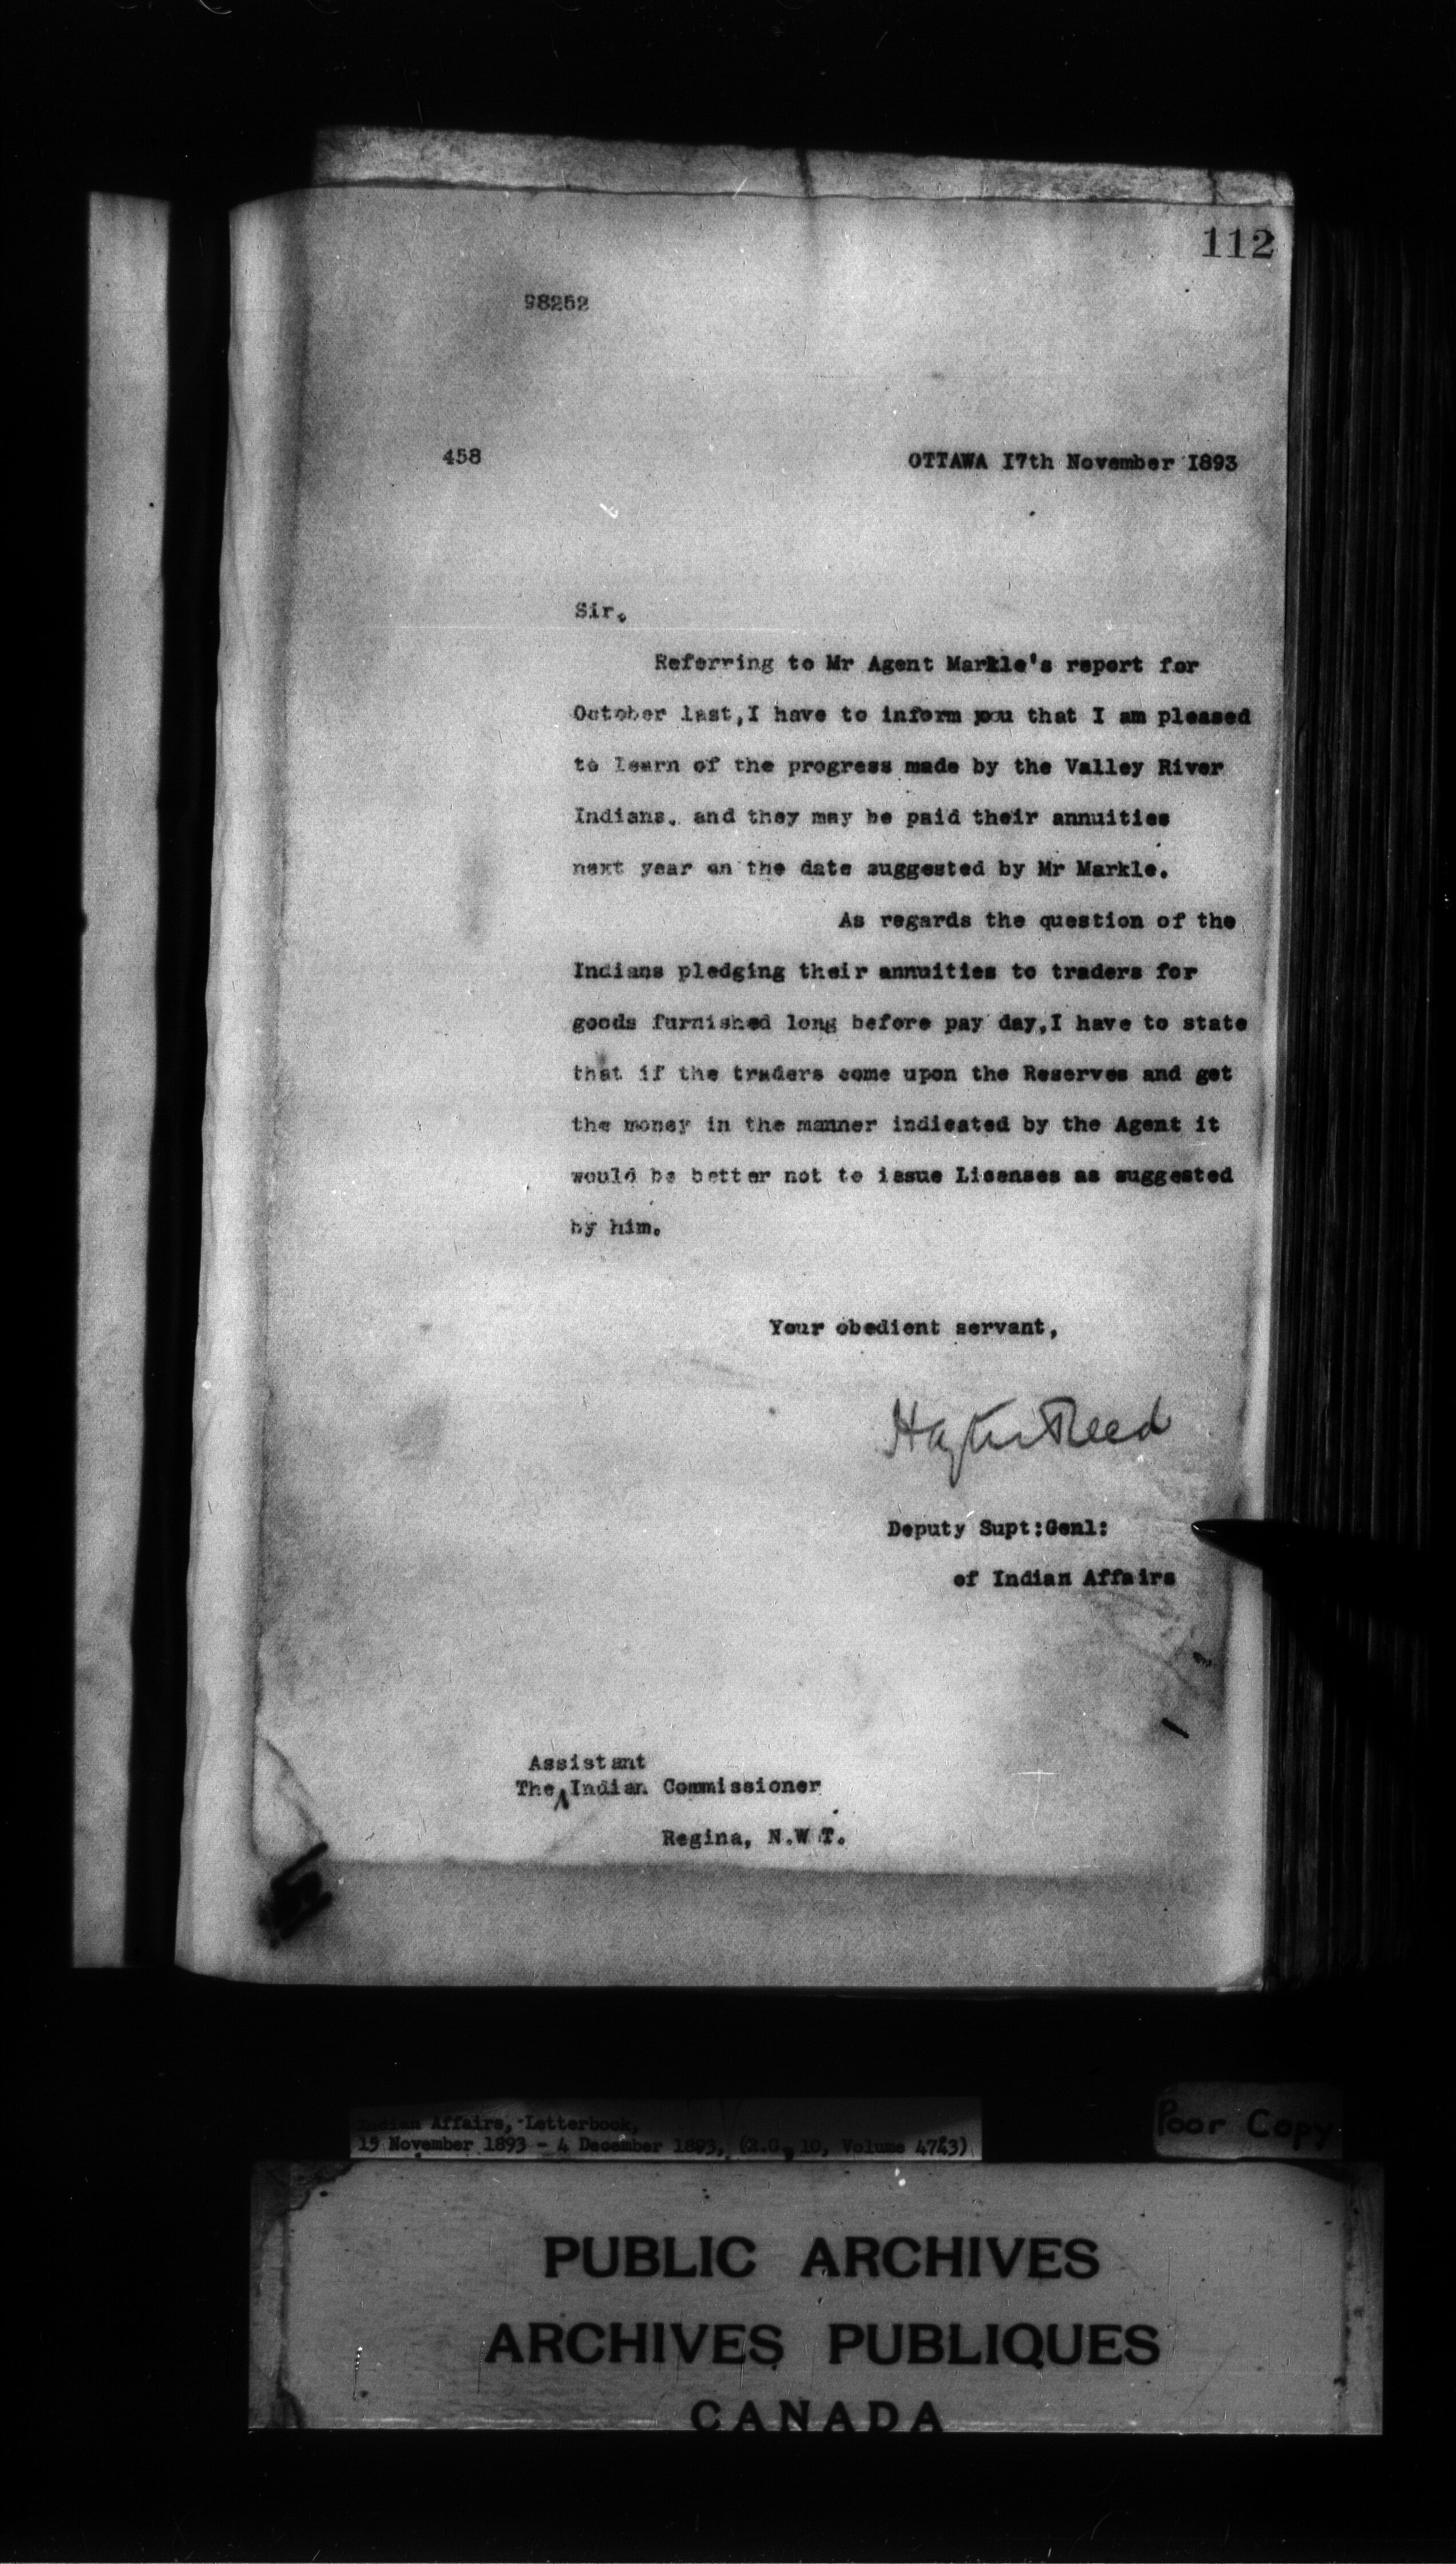 112
98252
458
OTTAWA 17th November 1893
Sir.
Referring to Mr Agent Markle's report for
October last, I have to inform you that I am pleased
to learn of the progress made by the Valley River
Indians. and they may be paid their annuities
next year on the date suggested by Mr Markle.
As regards the question of the
Indians pledging their annuities to traders for
goods furnished long before pay day, I have to state
that if the traders come upon the Reserves and get
the money in the manner indicated by the Agent it
would be better not to issue Licenses as suggested
by him.
Your obedient servant,
Hayter Reed
Deputy Supt:Genl:
of Indian Affairs
Assistant
The ^ Indian Commissioner
Regina, N.W.T.
Indian Affairs, Letterbook,
15 November 1893 - 4 December 1893, (R.G. 10, Volume 4743)
Poor Copy
PUBLIC ARCHIVES
ARCHIVES PUBLIQUES
CANADA